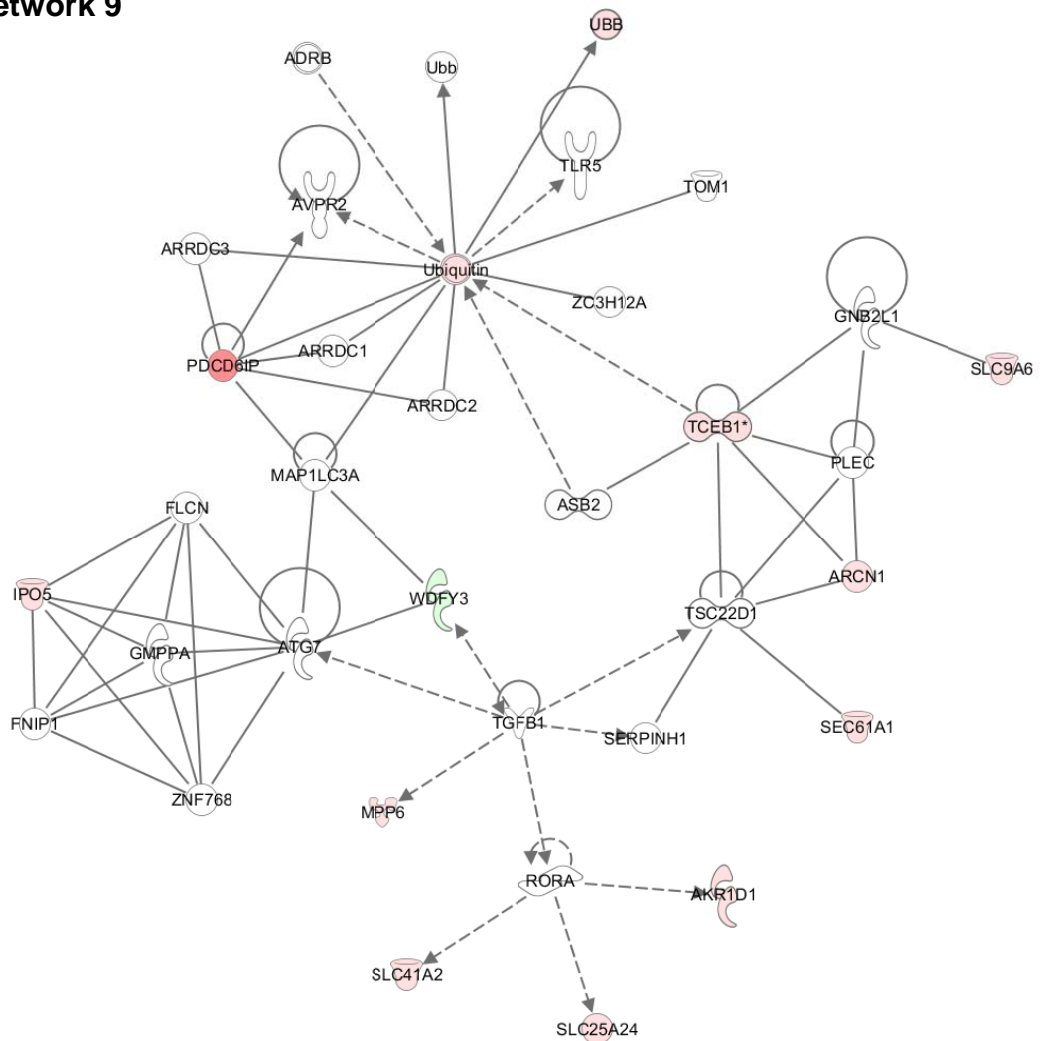 etwork 9
UBB
ADRB
Ubb
TLR5
TOM1
AVPR2
ARRDC3
Ubiquitin
ZC3H12A
GNB2L1
ARRDC1
PDCD6IP
SLC9A6
ARRDC2
TCEB1*
PLEC
MAP1LC3A
ASB2
FLCN
ARCN1
IPO5
WDFY3
TSC22D1
GMPPA
ATG7
FNIP1
TGFB1
SERPINH1
SEC61A1
ZNF768
MPP6
RORA
AKR1D1
SLC41A2
SLC25A24